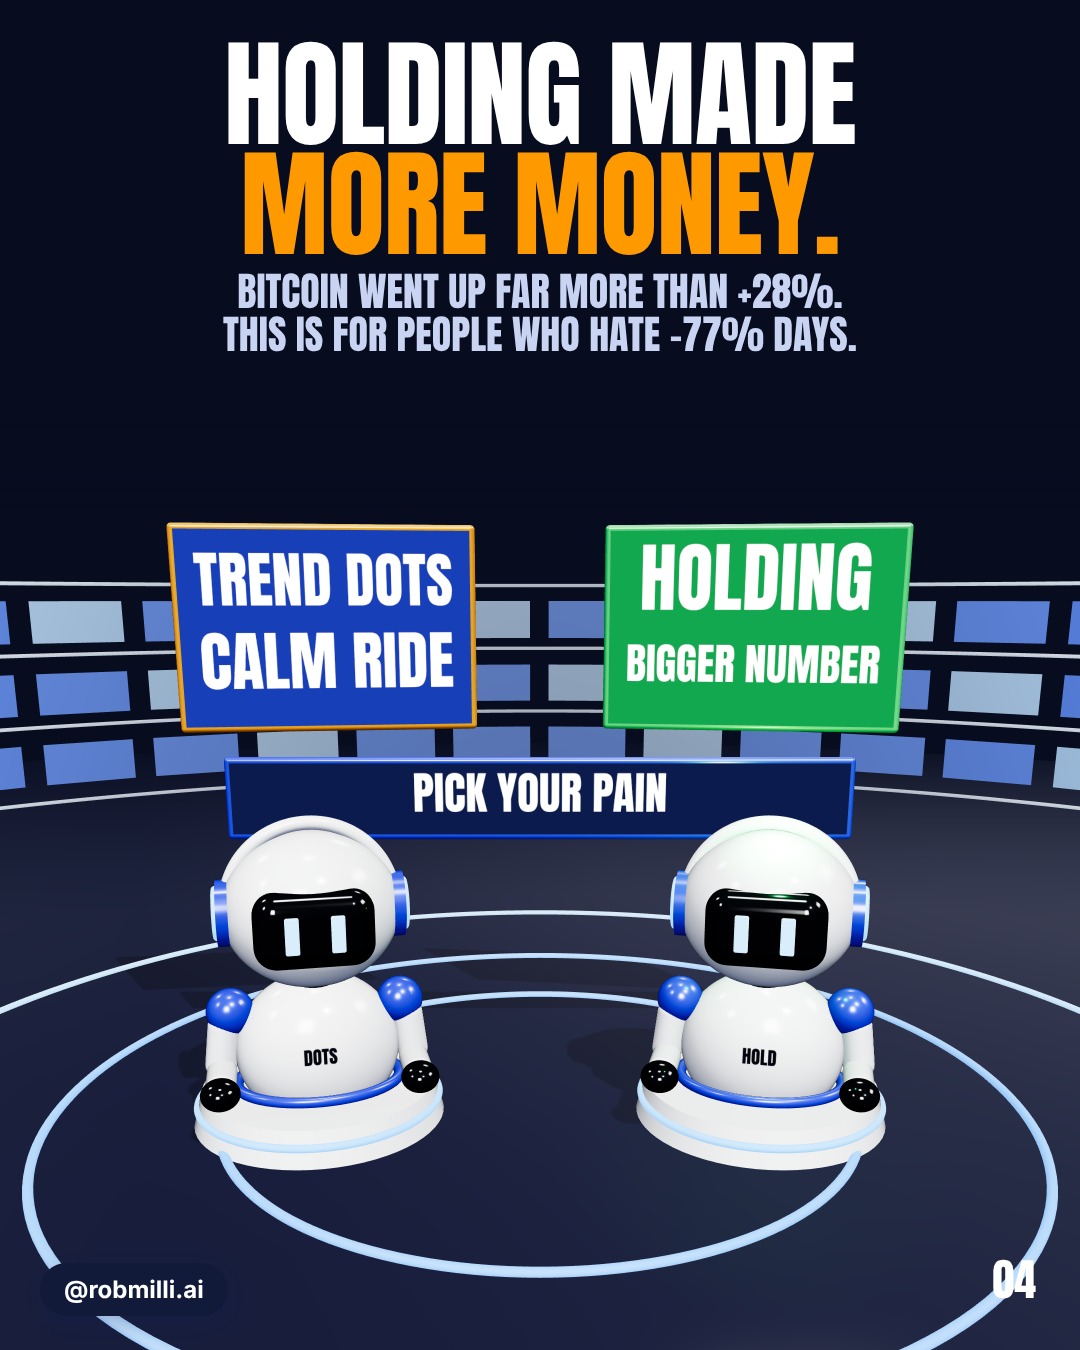 HOLDING MADE
MORE MONEY.
BITCOIN WENT UP FAR MORE THAN +28%.
THIS IS FOR PEOPLE WHO HATE -77% DAYS.
TREND DOTS
CALM RIDE
HOLDING
BIGGER NUMBER
PICK YOUR PAIN
DOTS
HOLD
@robmilli.ai
04